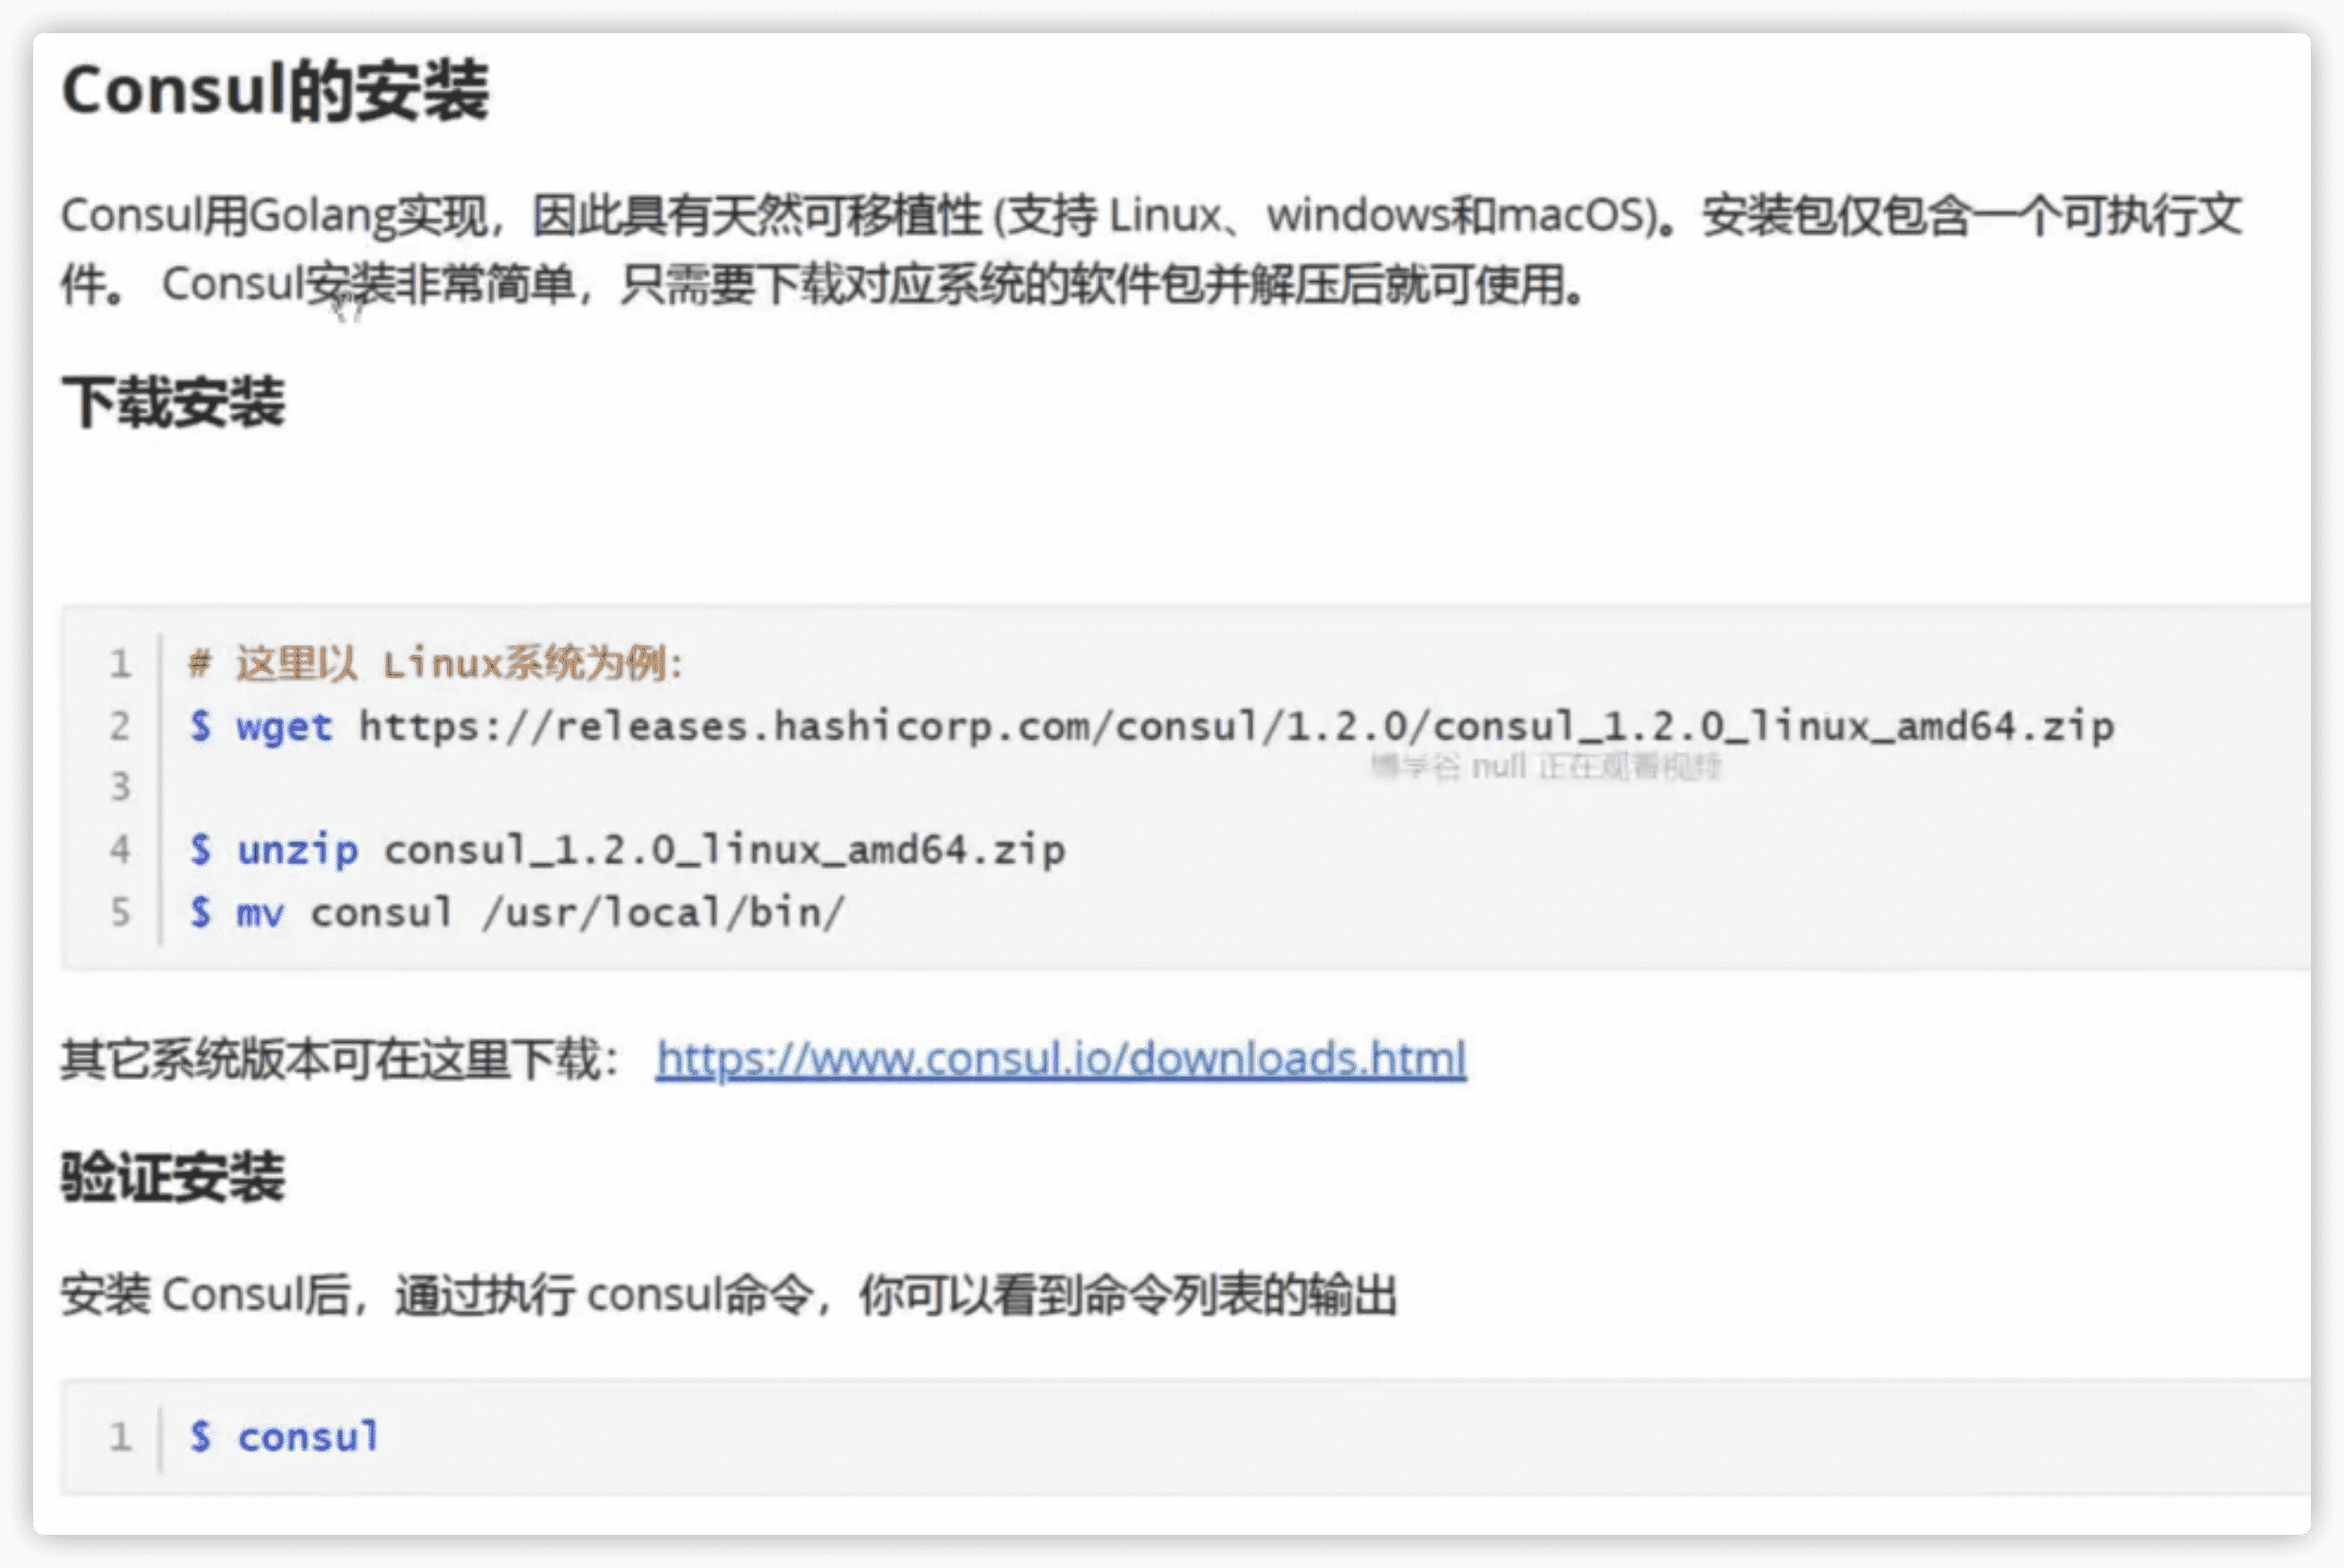 Consul的安装
Consul用Golang实现，因此具有天然可移植性 (支持 Linux、windows和macOS)。安装包仅包含一个可执行文
件。 Consul安装非常简单，只需要下载对应系统的软件包并解压后就可使用。
下载安装
1 # 这里以 Linux系统为例:
2 $ wget https://releases.hashicorp.com/consul/1.2.0/consul_1.2.0_linux_amd64.zip
博学谷 null 正在观看视频
3
4 $ unzip consul_1.2.0_linux_amd64.zip
5 $ mv consul /usr/local/bin/
其它系统版本可在这里下载： https://www.consul.io/downloads.html
验证安装
安装 Consul后，通过执行 consul命令，你可以看到命令列表的输出
1 $ consul